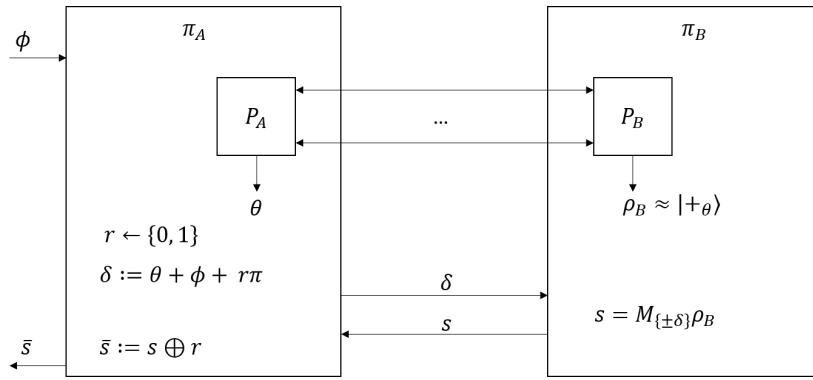 π_A
π_B
ϕ
P_A
...
P_B
θ
ρ_B ≈ |+_θ⟩
r ← {0, 1}
δ := θ + ϕ + rπ
δ
s
s = M_{±δ} ρ_B
s̄
s̄ := s ⊕ r